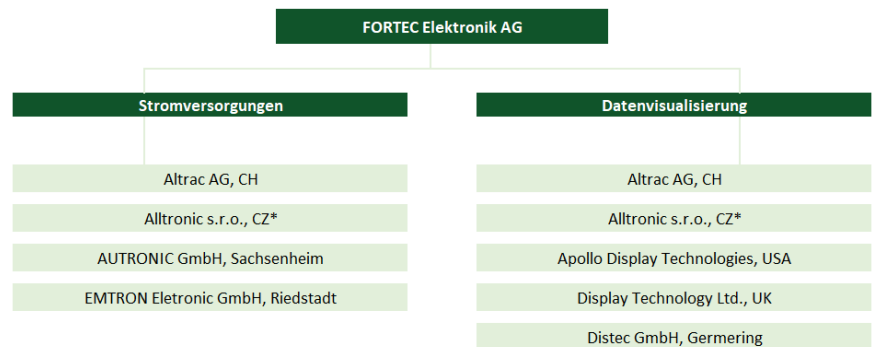 FORTEC Elektronik AG
Stromversorgungen
Altrac AG, CH
Alltronic s.r.o., CZ*
AUTRONIC GmbH, Sachsenheim
EMTRON Eletronic GmbH, Riedstadt
Datenvisualisierung
Altrac AG, CH
Alltronic s.r.o., CZ*
Apollo Display Technologies, USA
Display Technology Ltd., UK
Distec GmbH, Germering